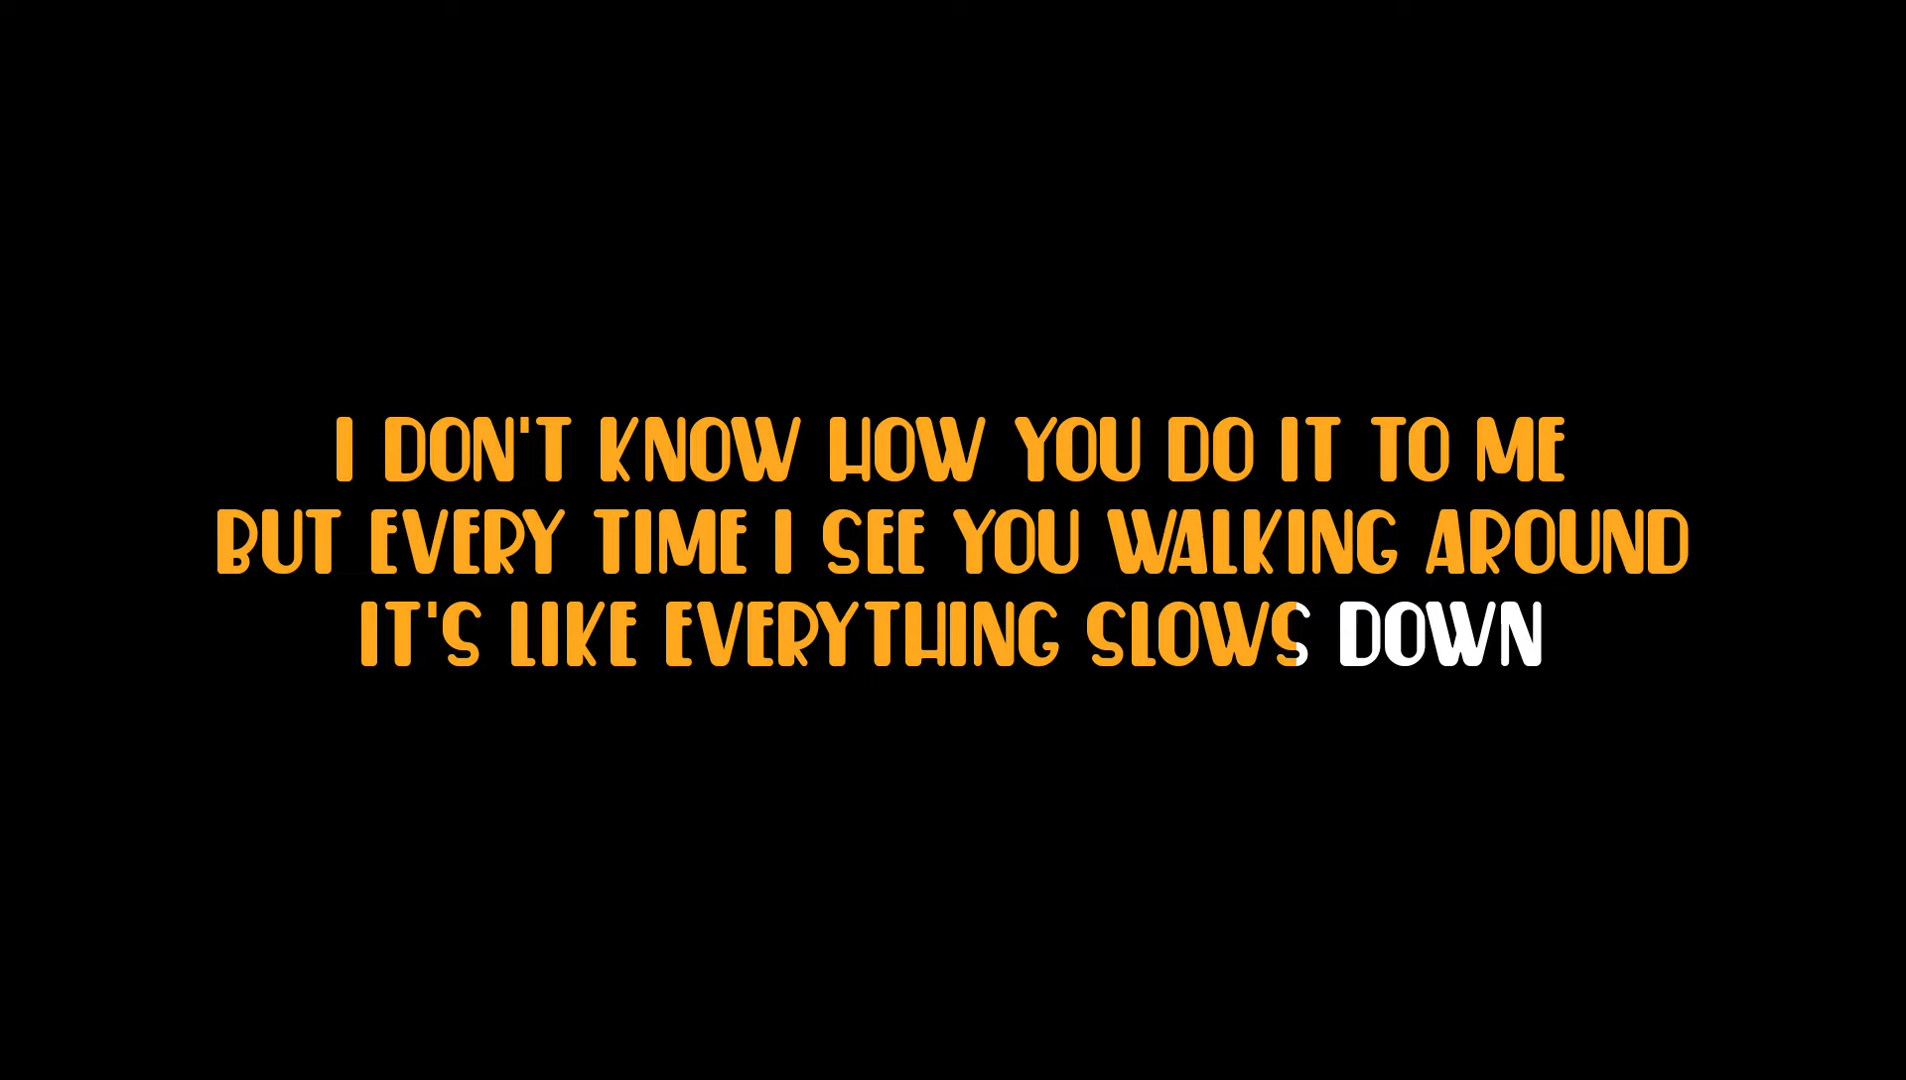 I DON'T KNOW HOW YOU DO IT TO ME
BUT EVERY TIME I SEE YOU WALKING AROUND
IT'S LIKE EVERYTHING SLOWS DOWN